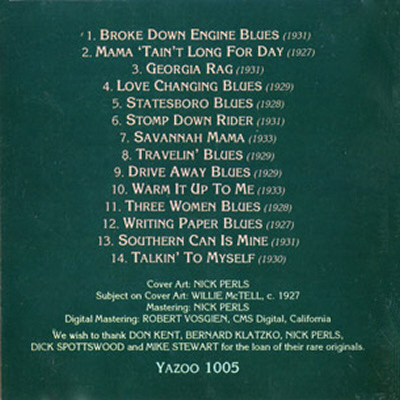 1. Broke Down Engine Blues (1931)
2. Mama 'Tain't Long For Day (1927)
3. Georgia Rag (1931)
4. Love Changing Blues (1929)
5. Statesboro Blues (1928)
6. Stomp Down Rider (1931)
7. Savannah Mama (1933)
8. Travelin' Blues (1929)
9. Drive Away Blues (1929)
10. Warm It Up To Me (1933)
11. Three Women Blues (1928)
12. Writing Paper Blues (1927)
13. Southern Can Is Mine (1931)
14. Talkin' To Myself (1930)
Cover Art: NICK PERLS
Subject on Cover Art: WILLIE McTELL, c. 1927
Mastering: NICK PERLS
Digital Mastering: ROBERT VOSGIEN, CMS Digital, California
We wish to thank DON KENT, BERNARD KLATZKO, NICK PERLS,
DICK SPOTTSWOOD and MIKE STEWART for the loan of their rare originals.
Yazoo 1005